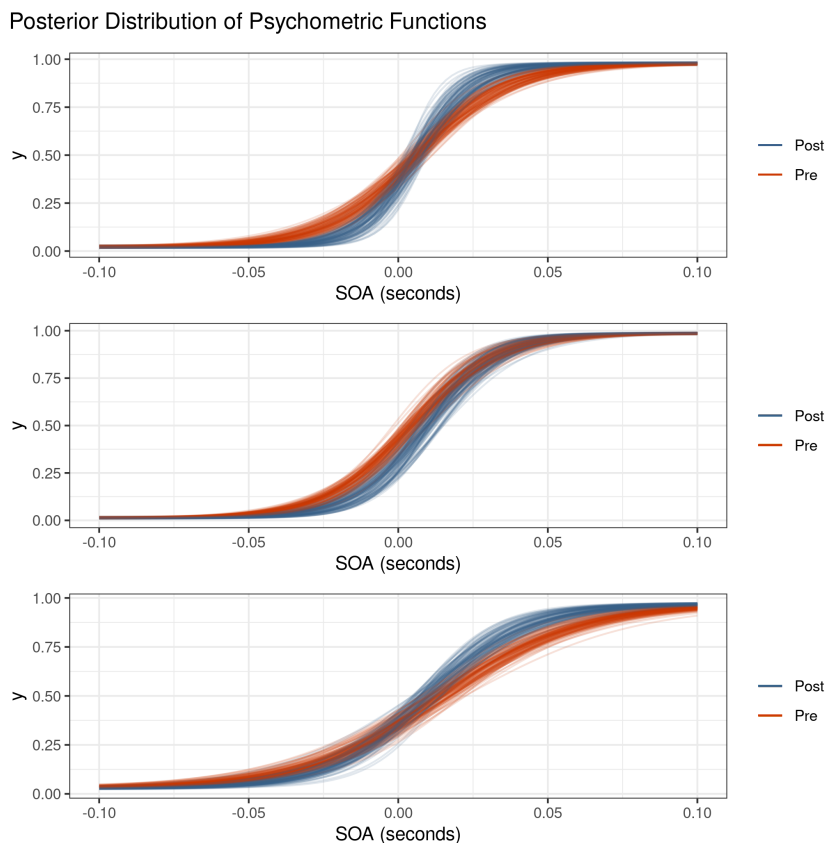 Posterior Distribution of Psychometric Functions
1.00
0.75
0.50
0.25
0.00
y
-0.10 -0.05 0.00 0.05 0.10
SOA (seconds)
Post
Pre
1.00
0.75
0.50
0.25
0.00
y
-0.10 -0.05 0.00 0.05 0.10
SOA (seconds)
Post
Pre
1.00
0.75
0.50
0.25
0.00
y
-0.10 -0.05 0.00 0.05 0.10
SOA (seconds)
Post
Pre